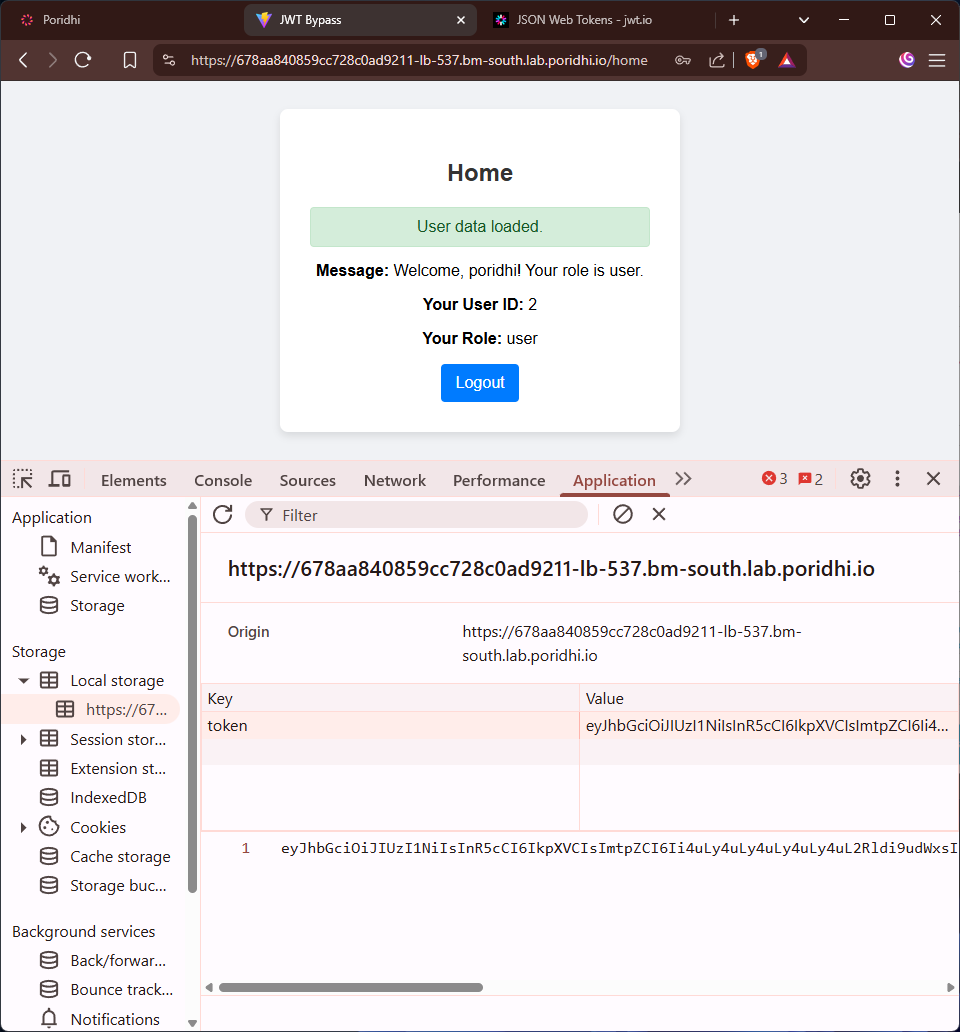 Poridhi
JWT Bypass
JSON Web Tokens - jwt.io
https://678aa840859cc728c0ad9211-lb-537.bm-south.lab.poridhi.io/home
1
Home
User data loaded.
Message: Welcome, poridhi! Your role is user.
Your User ID: 2
Your Role: user
Logout
Elements
Console
Sources
Network
Performance
Application
3
2
Application
Manifest
Service work...
Storage
Storage
Local storage
https://67...
Session stor...
Extension st...
IndexedDB
Cookies
Cache storage
Storage buc...
Background services
Back/forwar...
Bounce track...
Notifications
Filter
https://678aa840859cc728c0ad9211-lb-537.bm-south.lab.poridhi.io
Origin
https://678aa840859cc728c0ad9211-lb-537.bm-
south.lab.poridhi.io
Key
Value
token
eyJhbGciOiJIUzI1NiIsInR5cCI6IkpXVCIsImtpZCI6Ii4...
1
eyJhbGciOiJIUzI1NiIsInR5cCI6IkpXVCIsImtpZCI6Ii4uLy4uLy4uLy4uLy4uL2Rldi9udWxsI